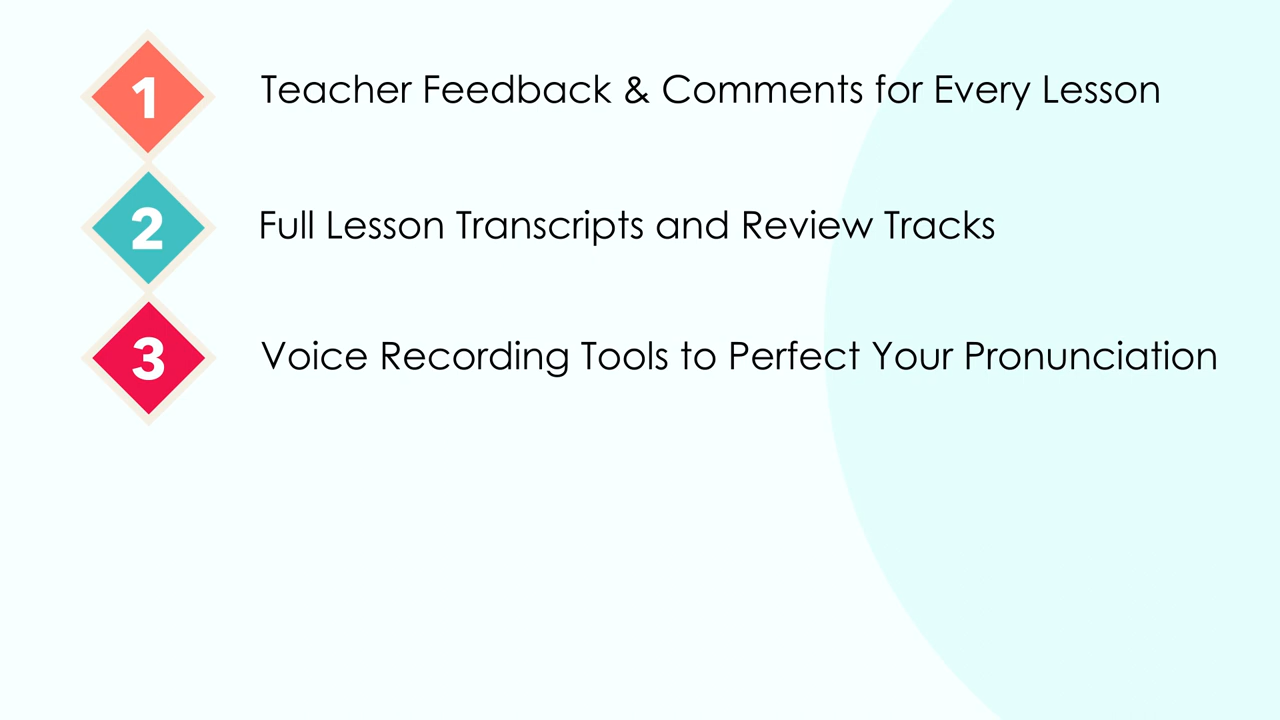 1 Teacher Feedback & Comments for Every Lesson
2 Full Lesson Transcripts and Review Tracks
3 Voice Recording Tools to Perfect Your Pronunciation